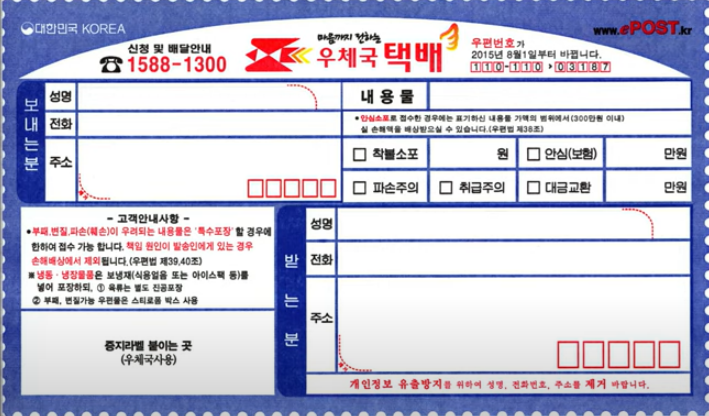 대한민국 KOREA
신청 및 배달안내
☎ 1588-1300
마음까지 전하는
우체국 택배
우편번호가
2015년 8월1일부터 바뀝니다.
110-110 > 03187
www.ePOST.kr
보내는분
성명
전화
주소
내용물
• 안심소포로 접수한 경우에는 표기하신 내용물 가액의 범위에서(300만원 이내)
실 손해액을 배상받으실 수 있습니다.(우편법 제38조)
□ 착불소포 원 □ 안심(보험) 만원
□ 파손주의 □ 취급주의 □ 대금교환 만원
- 고객안내사항 -
• 부패,변질,파손(훼손)이 우려되는 내용물은 '특수포장' 할 경우에
한하여 접수 가능 합니다. 책임 원인이 발송인에게 있는 경우
손해배상에서 제외됩니다.(우편법 제39,40조)
※ 냉동·냉장물품은 보냉재(식용얼음 또는 아이스팩 등)를
넣어 포장하되, ① 육류는 별도 진공포장
② 부패, 변질가능 우편물은 스티로폼 박스 사용
증지라벨 붙이는 곳
(우체국사용)
받는분
성명
전화
주소
개인정보 유출방지를 위하여 성명, 전화번호, 주소를 제거 바랍니다.